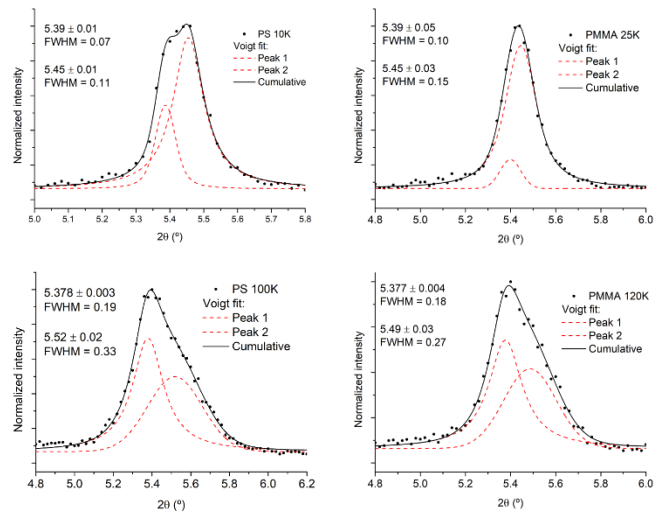 5.39 ± 0.01
FWHM = 0.07
5.45 ± 0.01
FWHM = 0.11
PS 10K
Voigt fit:
Peak 1
Peak 2
Cumulative
Normalized intensity
5.0 5.1 5.2 5.3 5.4 5.5 5.6 5.7 5.8
2θ (º)
5.39 ± 0.05
FWHM = 0.10
5.45 ± 0.03
FWHM = 0.15
PMMA 25K
Voigt fit:
Peak 1
Peak 2
Cumulative
Normalized intensity
4.8 5.0 5.2 5.4 5.6 5.8 6.0
2θ (º)
5.378 ± 0.003
FWHM = 0.19
5.52 ± 0.02
FWHM = 0.33
PS 100K
Voigt fit:
Peak 1
Peak 2
Cumulative
Normalized intensity
4.8 5.0 5.2 5.4 5.6 5.8 6.0 6.2
2θ (º)
5.377 ± 0.004
FWHM = 0.18
5.49 ± 0.03
FWHM = 0.27
PMMA 120K
Voigt fit:
Peak 1
Peak 2
Cumulative
Normalized intensity
4.8 5.0 5.2 5.4 5.6 5.8 6.0
2θ (º)